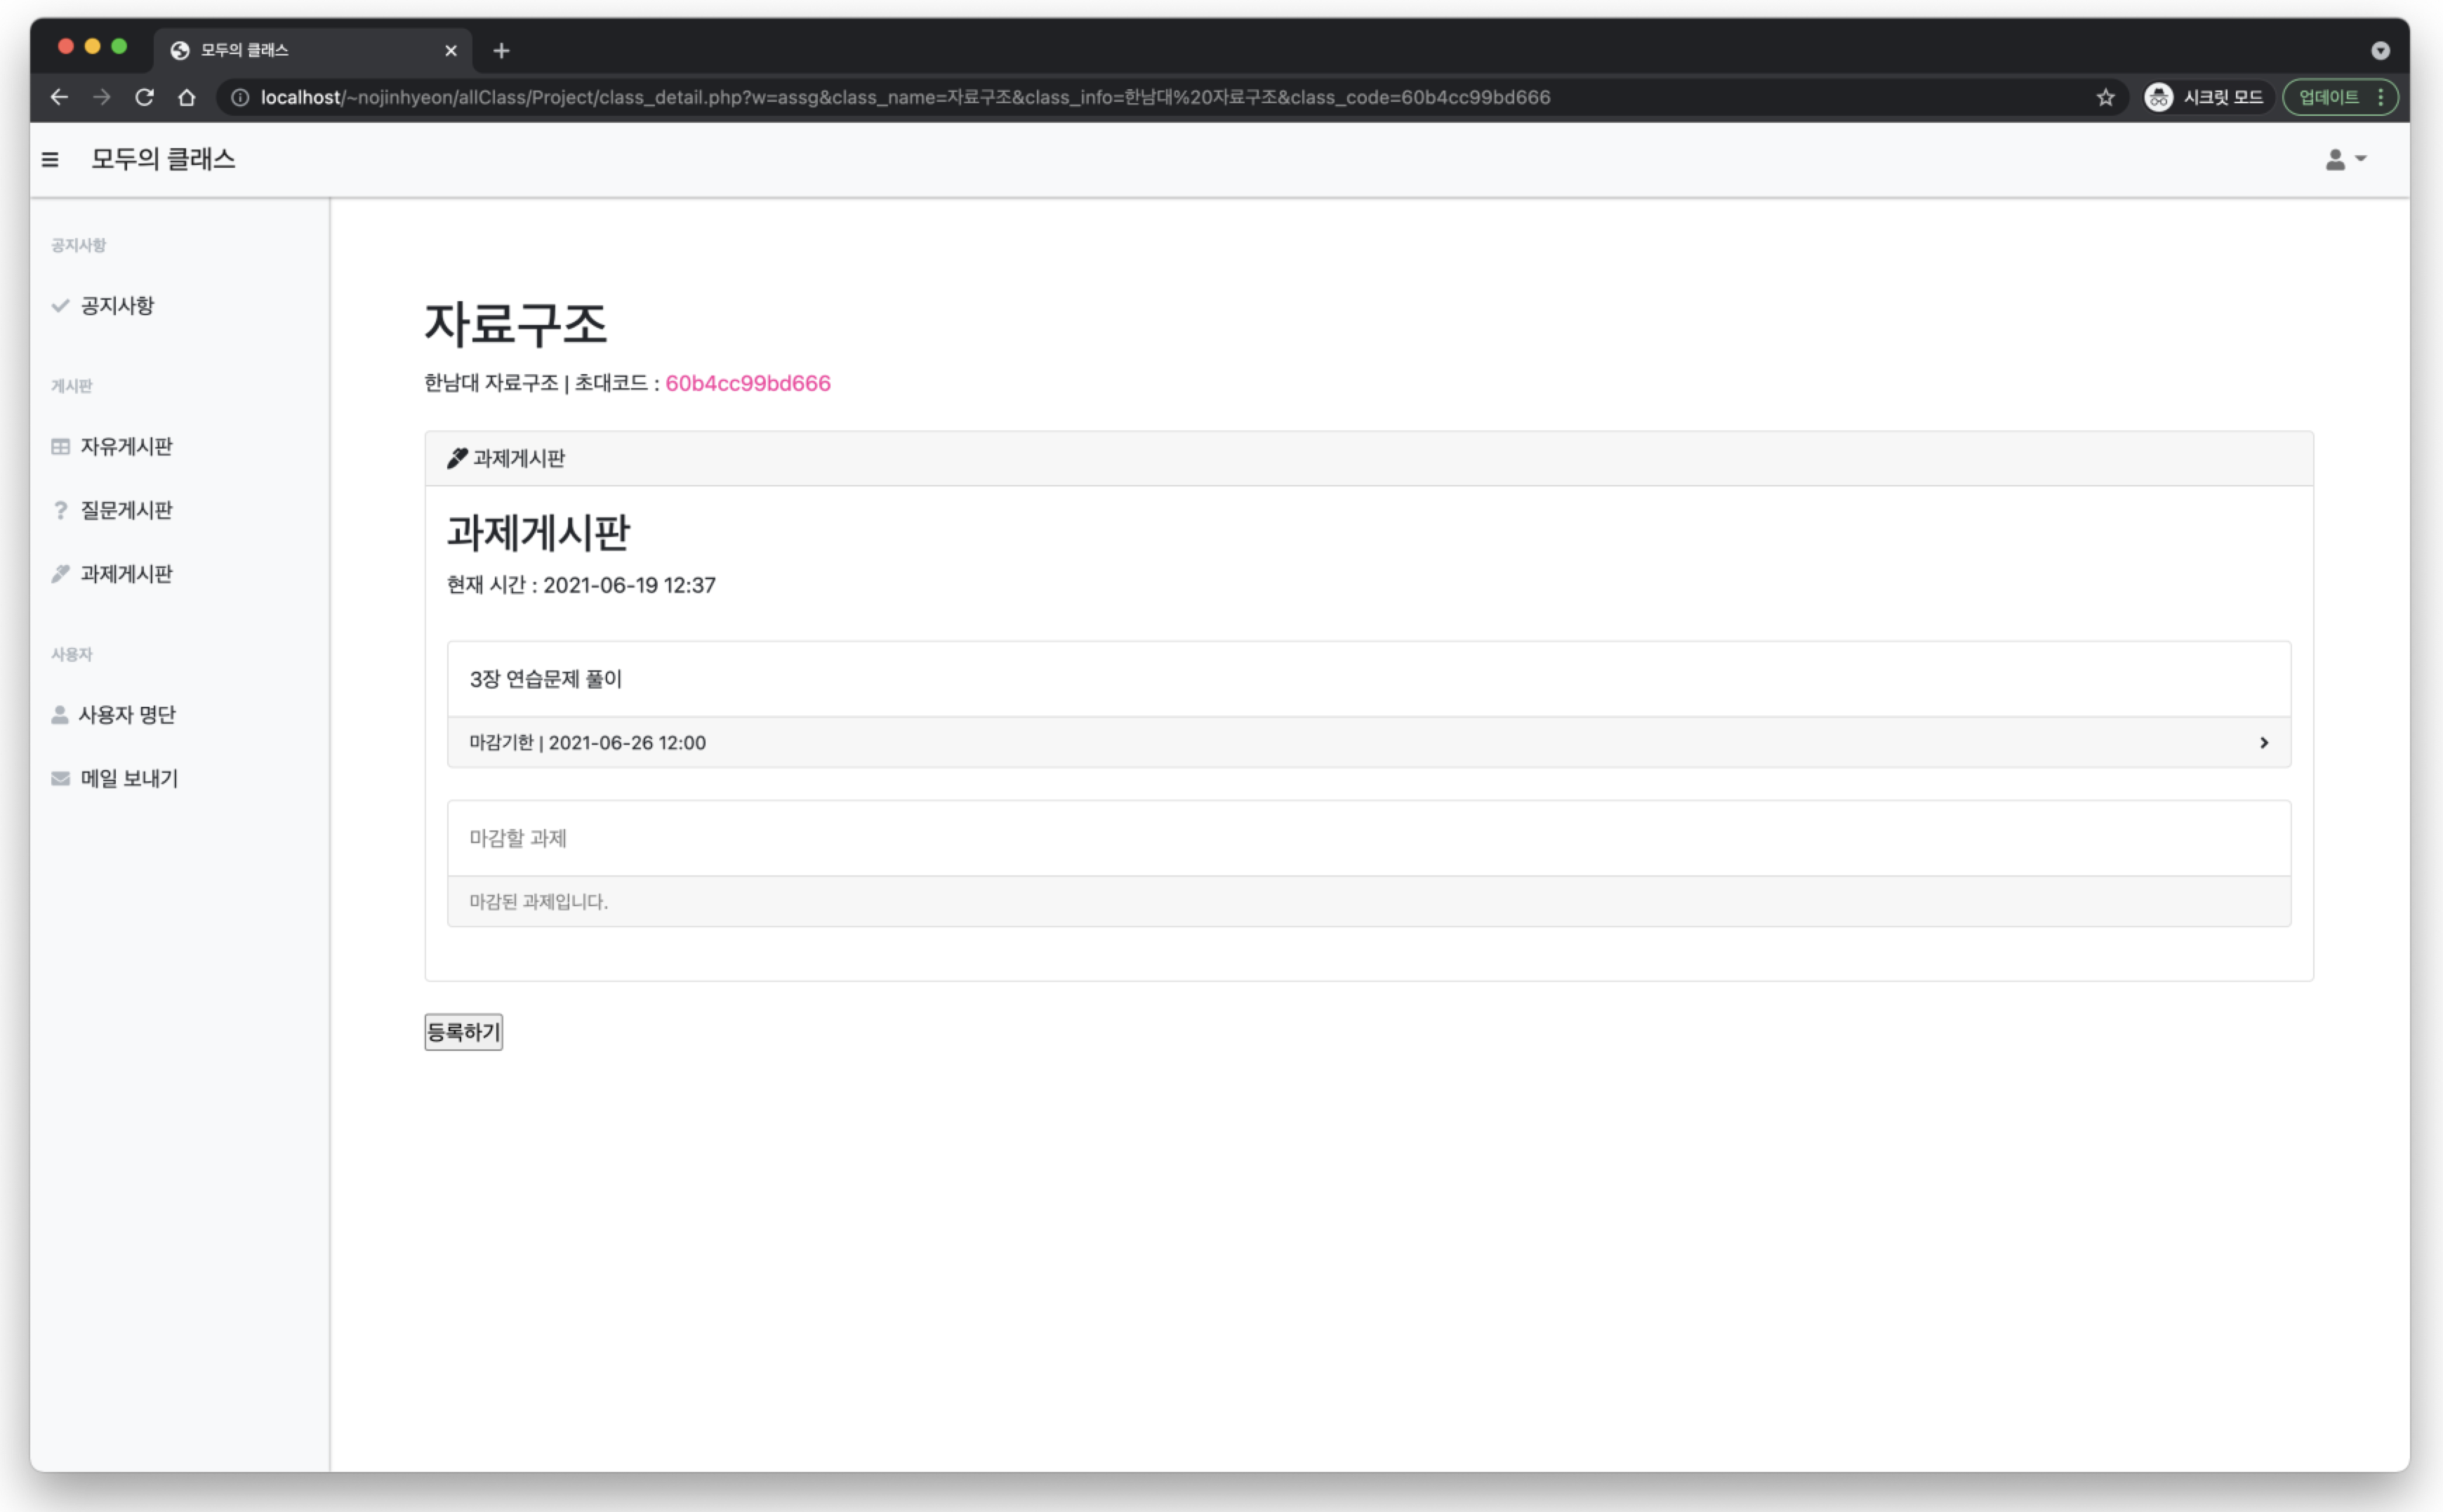 모두의 클래스
localhost/~nojinhyeon/allClass/Project/class_detail.php?w=assg&class_name=자료구조&class_info=한남대%20자료구조&class_code=60b4cc99bd666
시크릿 모드
업데이트
모두의 클래스
공지사항
공지사항
게시판
자유게시판
질문게시판
과제게시판
사용자
사용자 명단
메일 보내기
자료구조
한남대 자료구조 | 초대코드 : 60b4cc99bd666
과제게시판
과제게시판
현재 시간 : 2021-06-19 12:37
3장 연습문제 풀이
마감기한 | 2021-06-26 12:00
마감할 과제
마감된 과제입니다.
등록하기